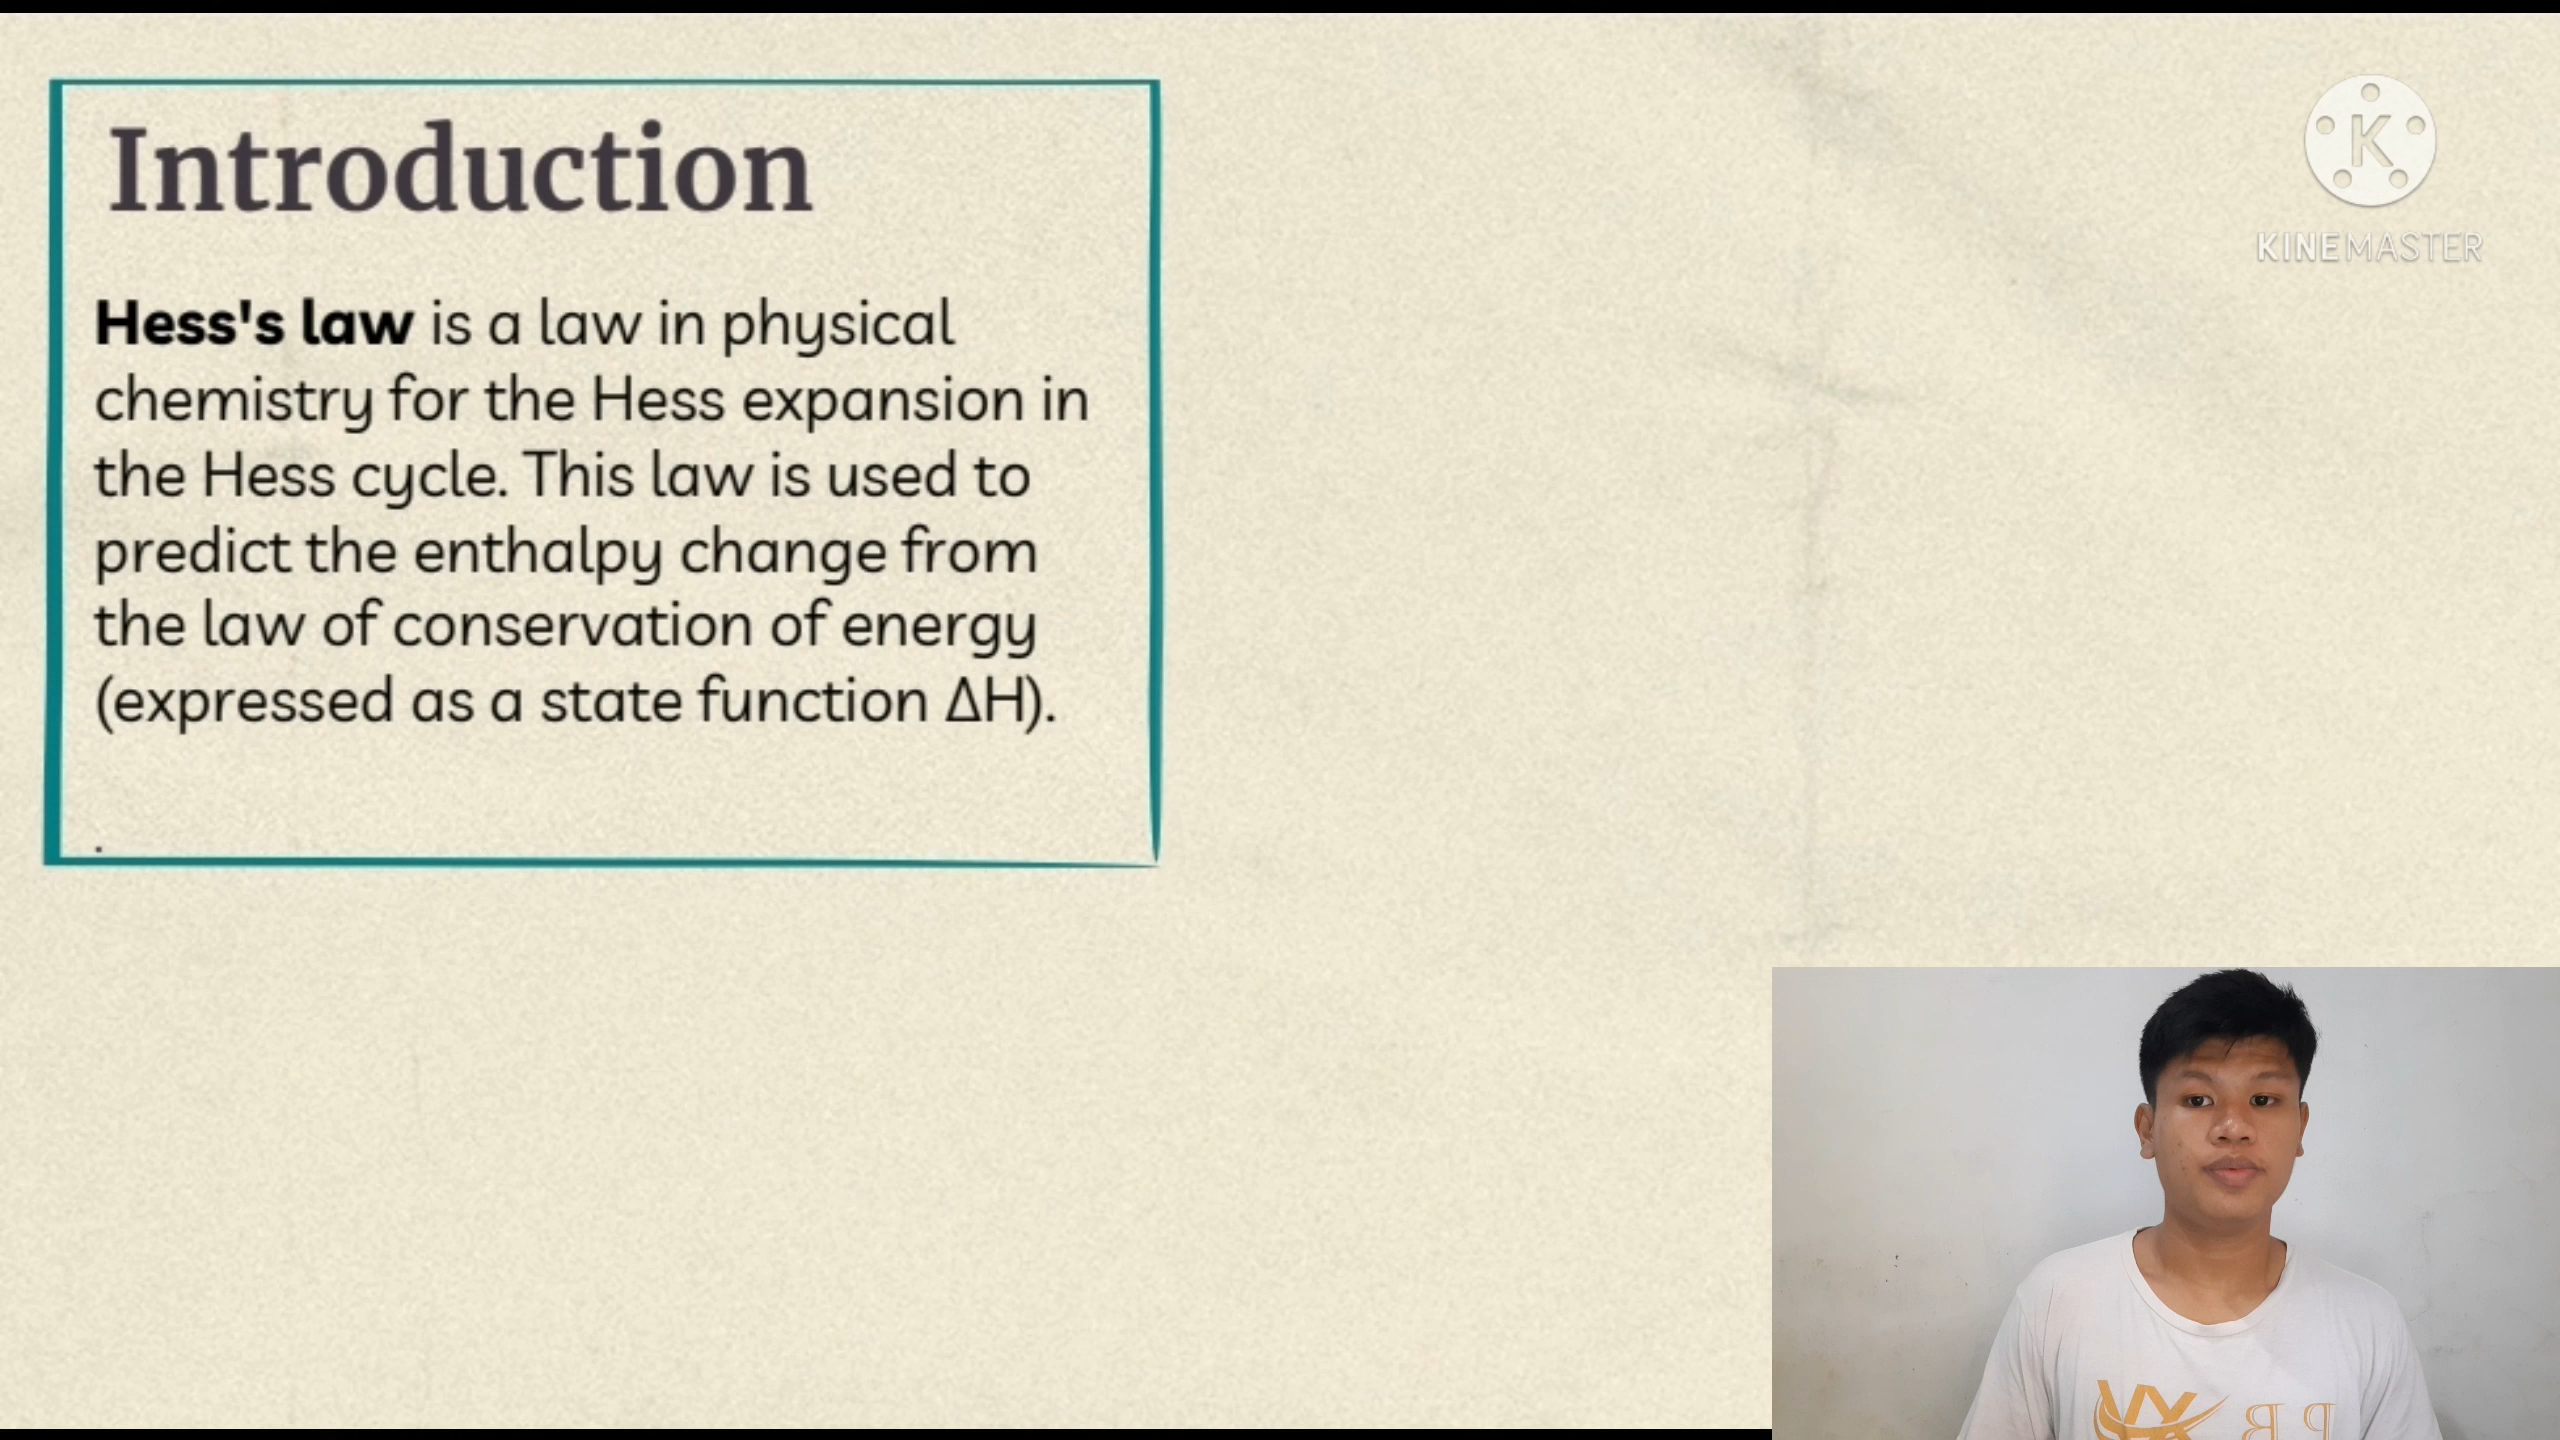 Introduction
K
KINEMASTER
Hess's law is a law in physical
chemistry for the Hess expansion in
the Hess cycle. This law is used to
predict the enthalpy change from
the law of conservation of energy
(expressed as a state function ΔH).
.